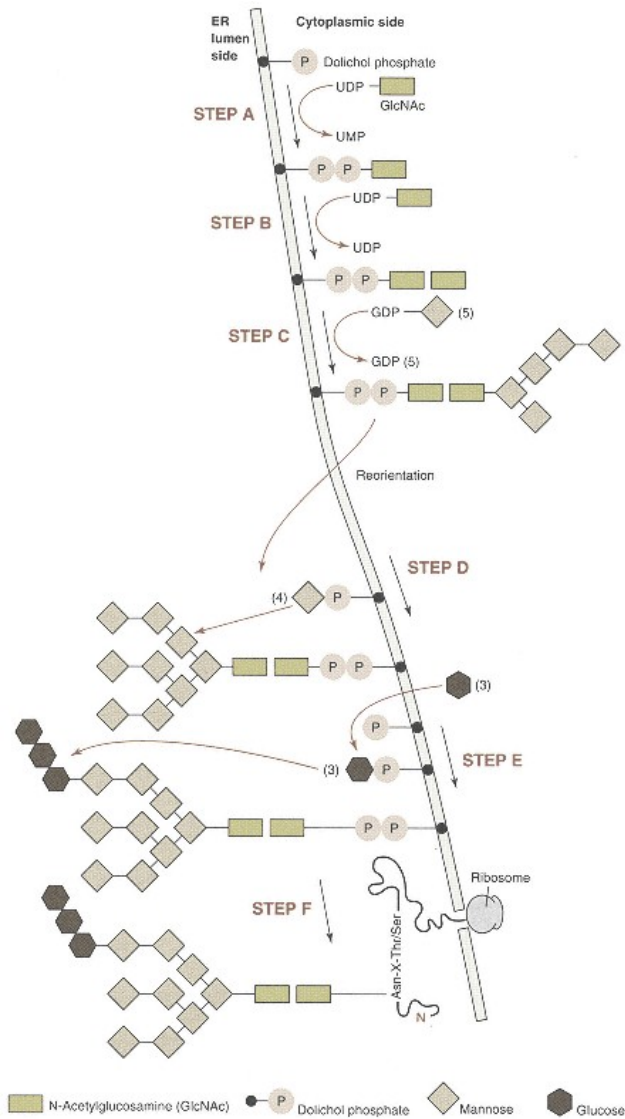 ER
lumen
side
Cytoplasmic side
P
Dolichol phosphate
UDP
GlcNAc
STEP A
UMP
P P
UDP
STEP B
UDP
P P
GDP
(5)
STEP C
GDP (5)
P P
Reorientation
STEP D
(4)
P
P P
(3)
P
STEP E
(3)
P
P P
Ribosome
STEP F
Asn-X-Thr/Ser
N
N-Acetylglucosamine (GlcNAc)
P
Dolichol phosphate
Mannose
Glucose